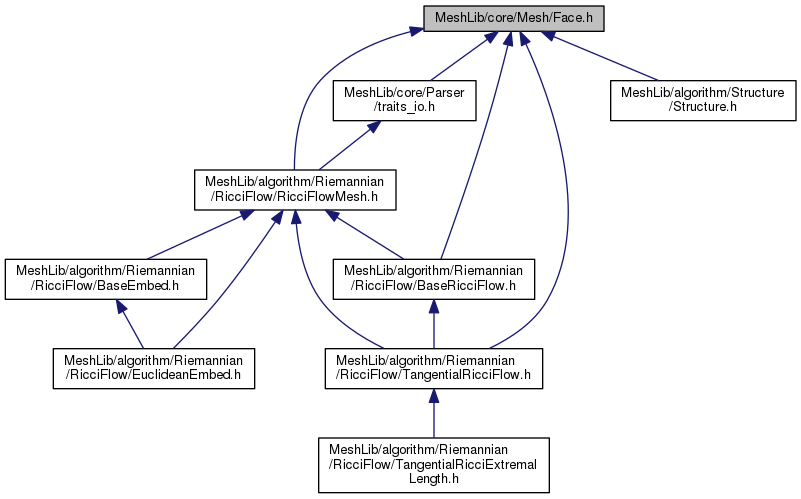 MeshLib/core/Mesh/Face.h
MeshLib/core/Parser
/traits_io.h
MeshLib/algorithm/Structure
/Structure.h
MeshLib/algorithm/Riemannian
/RicciFlow/RicciFlowMesh.h
MeshLib/algorithm/Riemannian
/RicciFlow/BaseEmbed.h
MeshLib/algorithm/Riemannian
/RicciFlow/BaseRicciFlow.h
MeshLib/algorithm/Riemannian
/RicciFlow/EuclideanEmbed.h
MeshLib/algorithm/Riemannian
/RicciFlow/TangentialRicciFlow.h
MeshLib/algorithm/Riemannian
/RicciFlow/TangentialRicciExtremal
Length.h